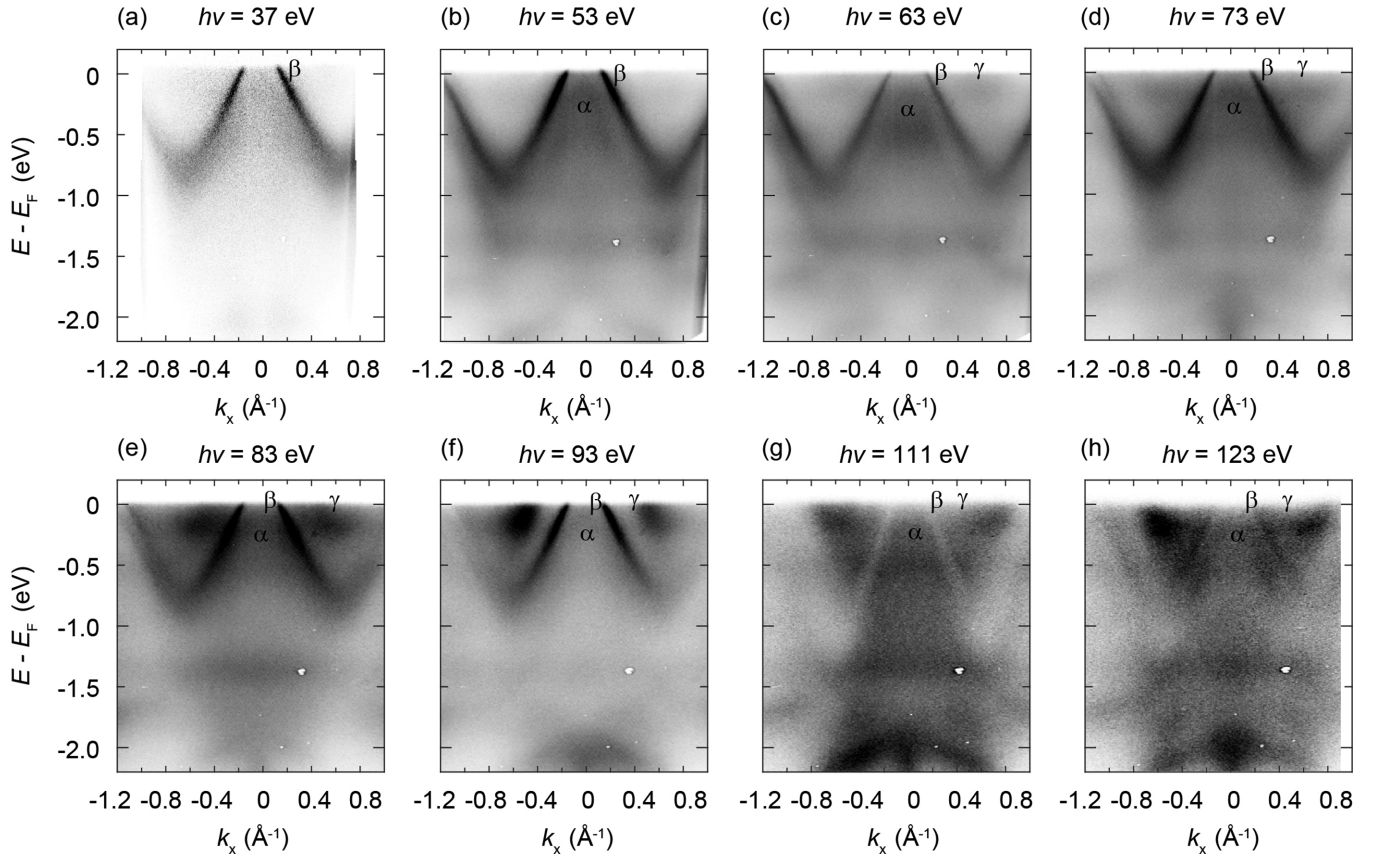 (a) hν = 37 eV
(b) hν = 53 eV
(c) hν = 63 eV
(d) hν = 73 eV
β
β
α
β γ
α
β γ
α
0
-0.5
-1.0
-1.5
-2.0
E - E_F (eV)
-1.2 -0.8 -0.4 0 0.4 0.8
-1.2 -0.8 -0.4 0 0.4 0.8
-1.2 -0.8 -0.4 0 0.4 0.8
-1.2 -0.8 -0.4 0 0.4 0.8
k_x (Å⁻¹)
k_x (Å⁻¹)
k_x (Å⁻¹)
k_x (Å⁻¹)
(e) hν = 83 eV
(f) hν = 93 eV
(g) hν = 111 eV
(h) hν = 123 eV
β γ
α
β γ
α
β γ
α
β γ
α
0
-0.5
-1.0
-1.5
-2.0
E - E_F (eV)
-1.2 -0.8 -0.4 0 0.4 0.8
-1.2 -0.8 -0.4 0 0.4 0.8
-1.2 -0.8 -0.4 0 0.4 0.8
-1.2 -0.8 -0.4 0 0.4 0.8
k_x (Å⁻¹)
k_x (Å⁻¹)
k_x (Å⁻¹)
k_x (Å⁻¹)